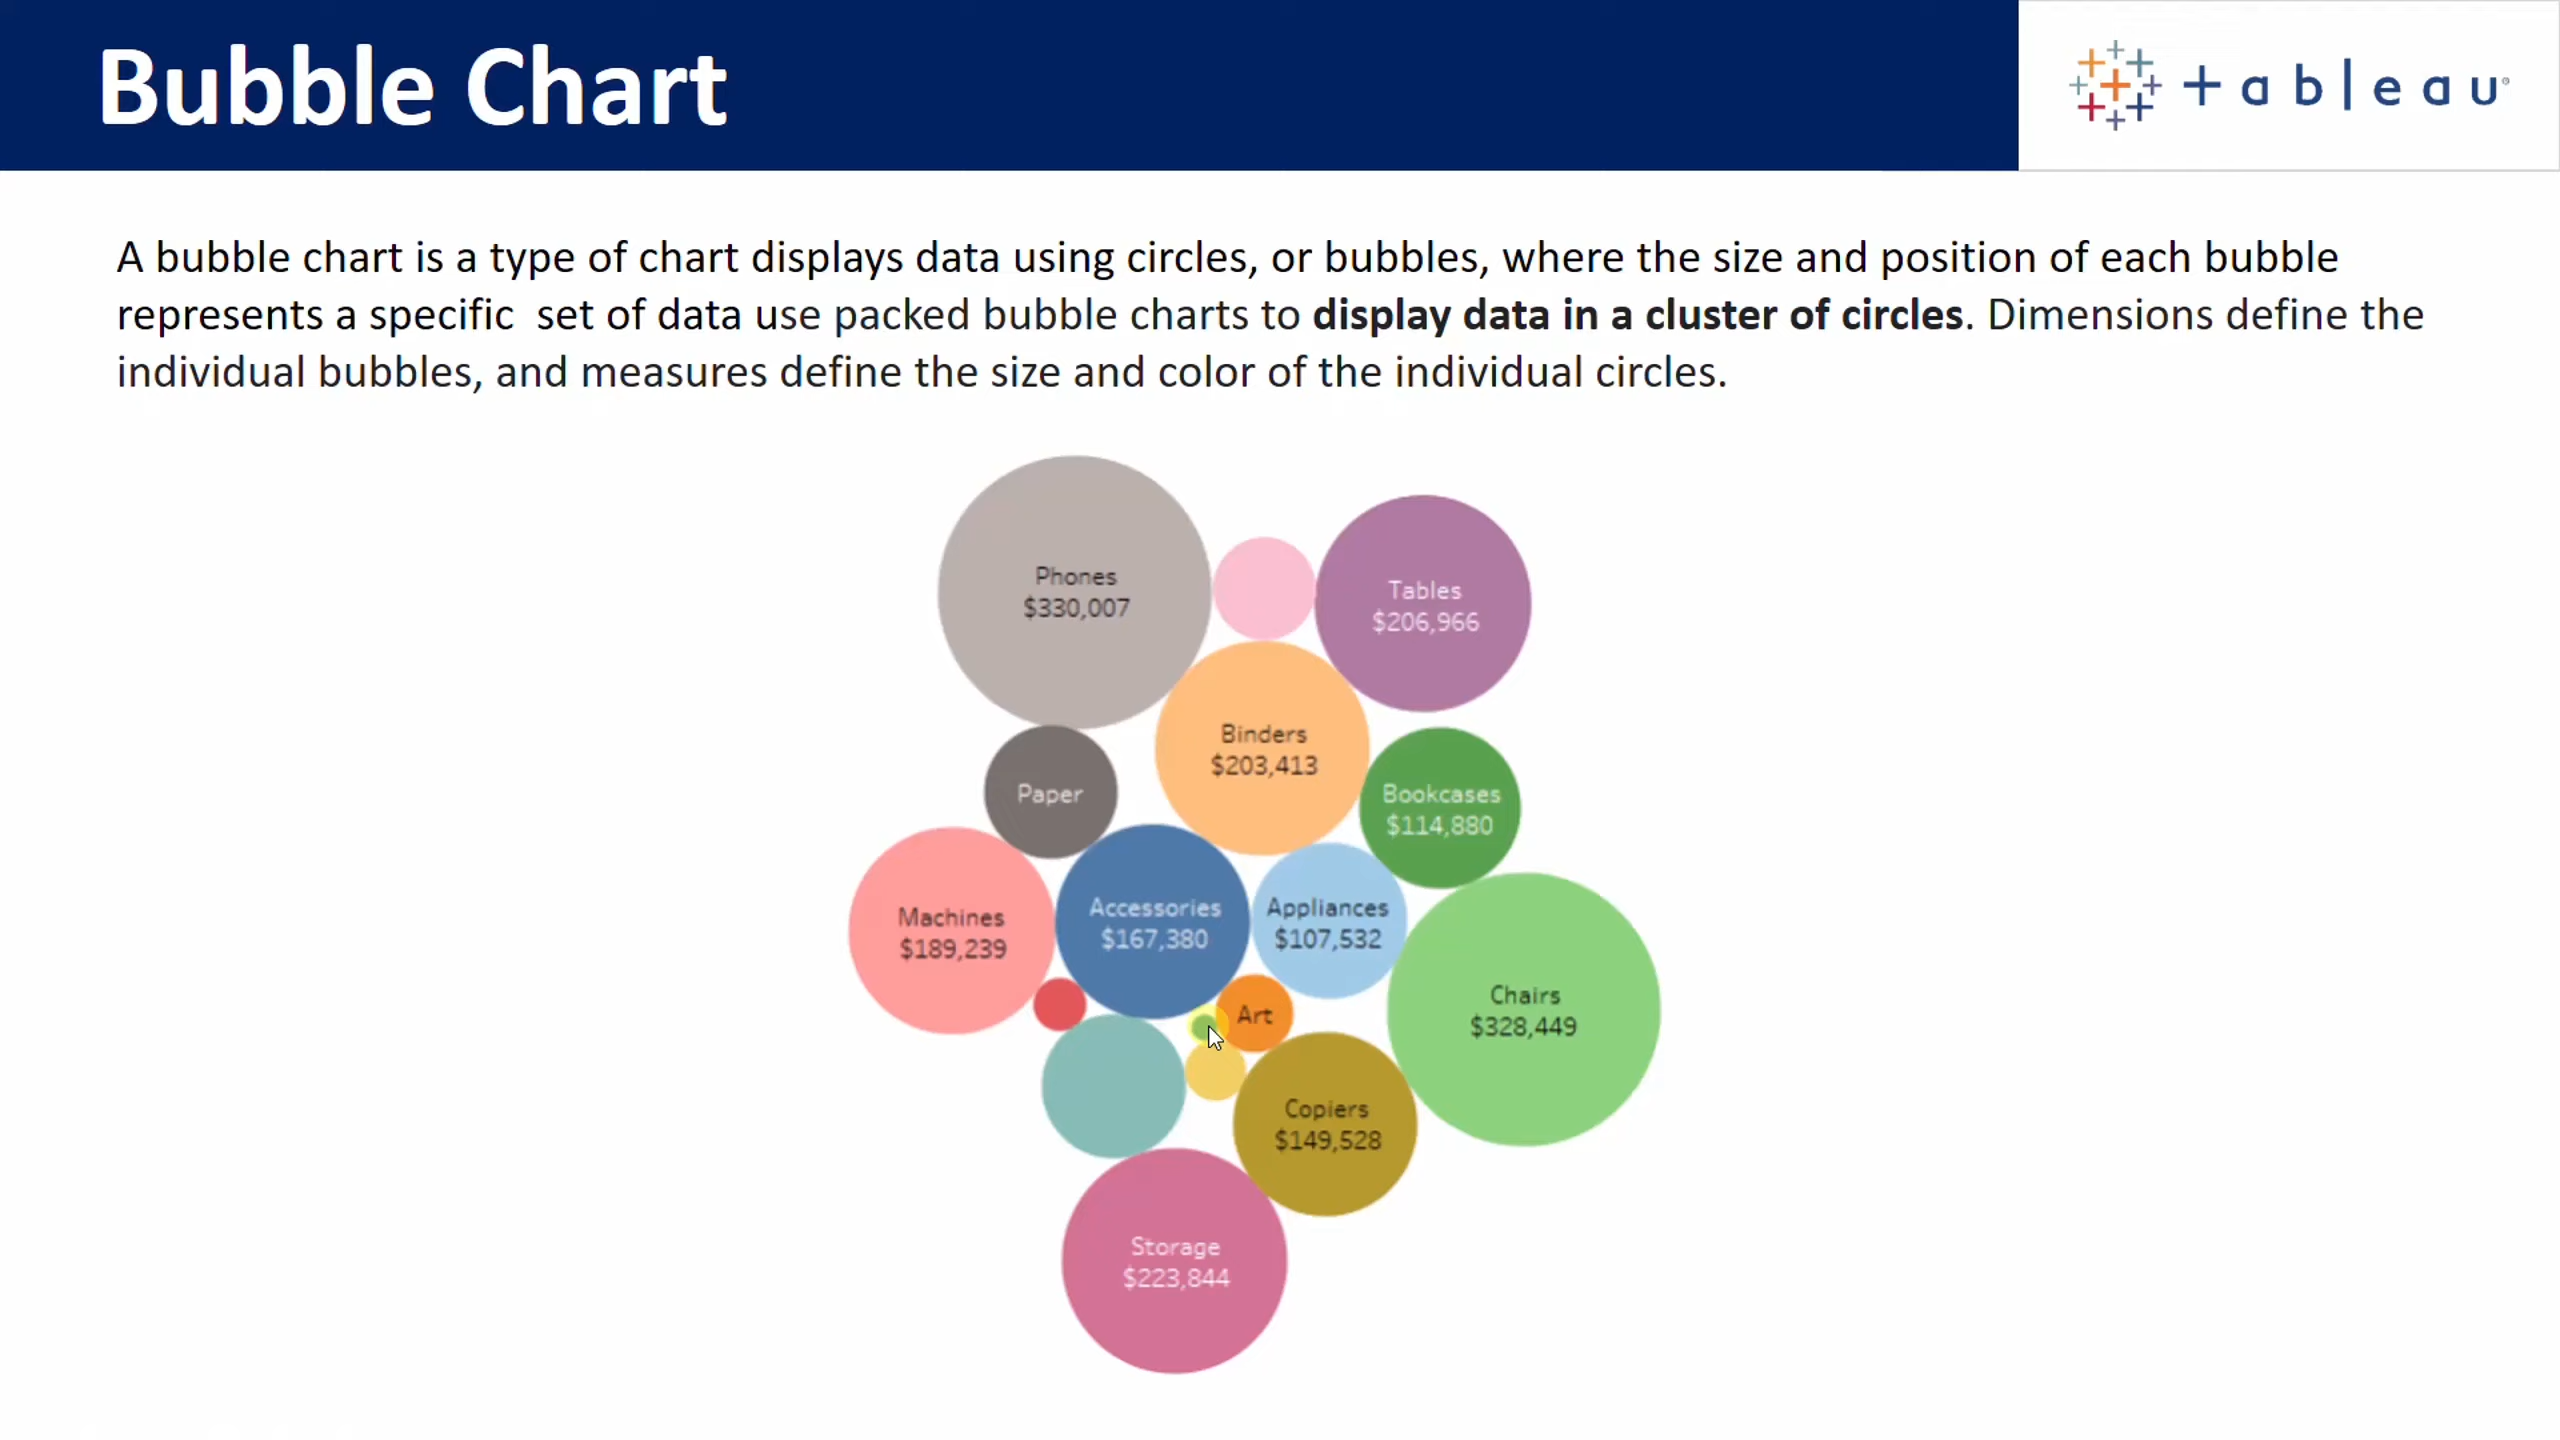 Bubble Chart
+ableau
A bubble chart is a type of chart displays data using circles, or bubbles, where the size and position of each bubble
represents a specific  set of data use packed bubble charts to display data in a cluster of circles. Dimensions define the
individual bubbles, and measures define the size and color of the individual circles.
Phones
$330,007
Tables
$206,966
Binders
$203,413
Paper
Bookcases
$114,880
Machines
$189,239
Accessories
$167,380
Appliances
$107,532
Chairs
$328,449
Art
Copiers
$149,528
Storage
$223,844